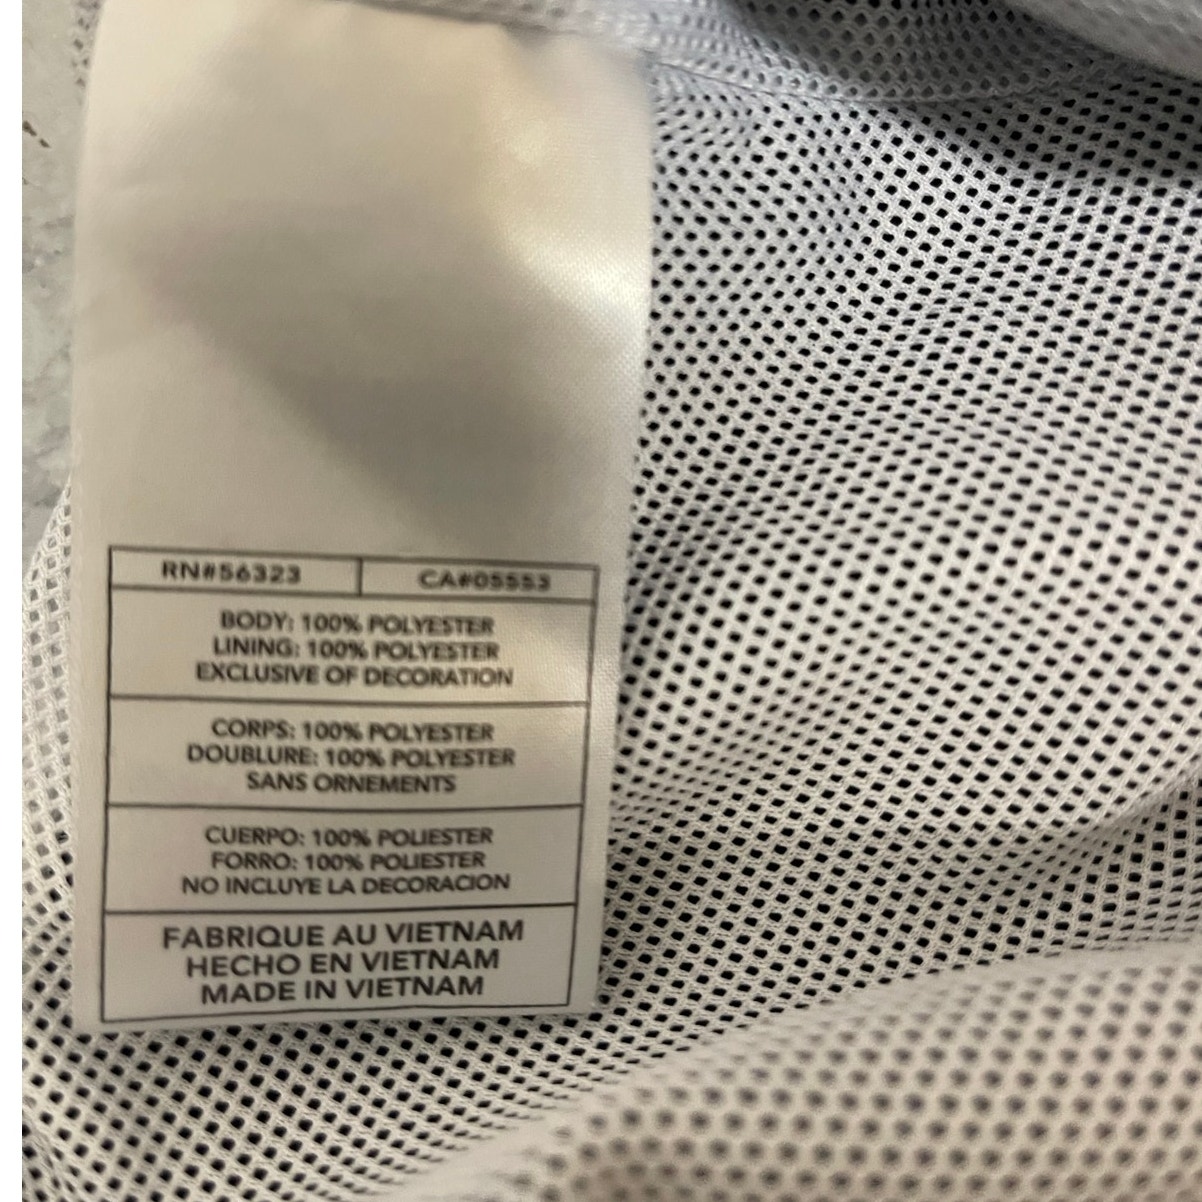 RN#56323 CA#05553
BODY: 100% POLYESTER
LINING: 100% POLYESTER
EXCLUSIVE OF DECORATION
CORPS: 100% POLYESTER
DOUBLURE: 100% POLYESTER
SANS ORNEMENTS
CUERPO: 100% POLIESTER
FORRO: 100% POLIESTER
NO INCLUYE LA DECORACION
FABRIQUE AU VIETNAM
HECHO EN VIETNAM
MADE IN VIETNAM